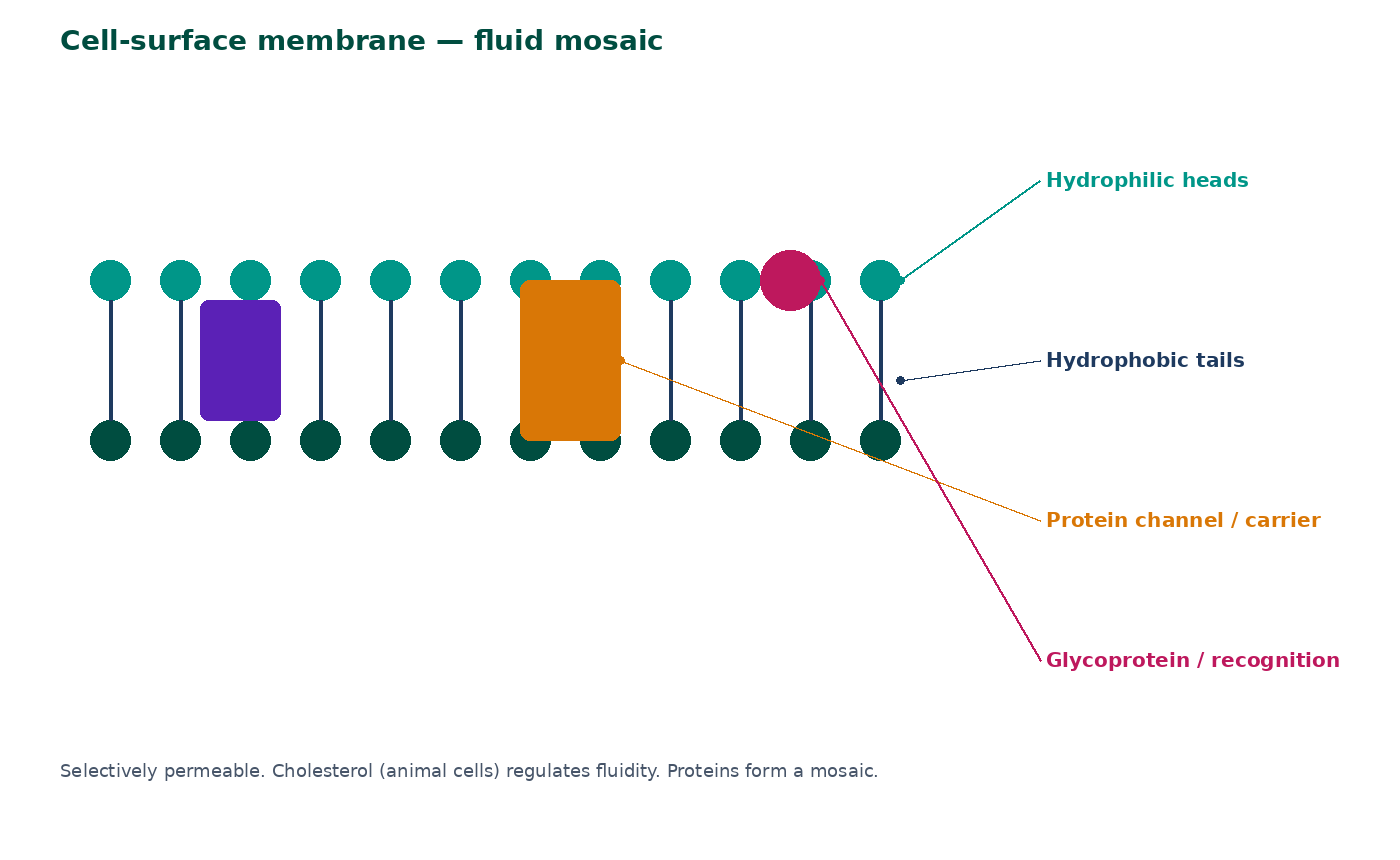 Cell-surface membrane — fluid mosaic
Hydrophilic heads
Hydrophobic tails
Protein channel / carrier
Glycoprotein / recognition
Selectively permeable. Cholesterol (animal cells) regulates fluidity. Proteins form a mosaic.